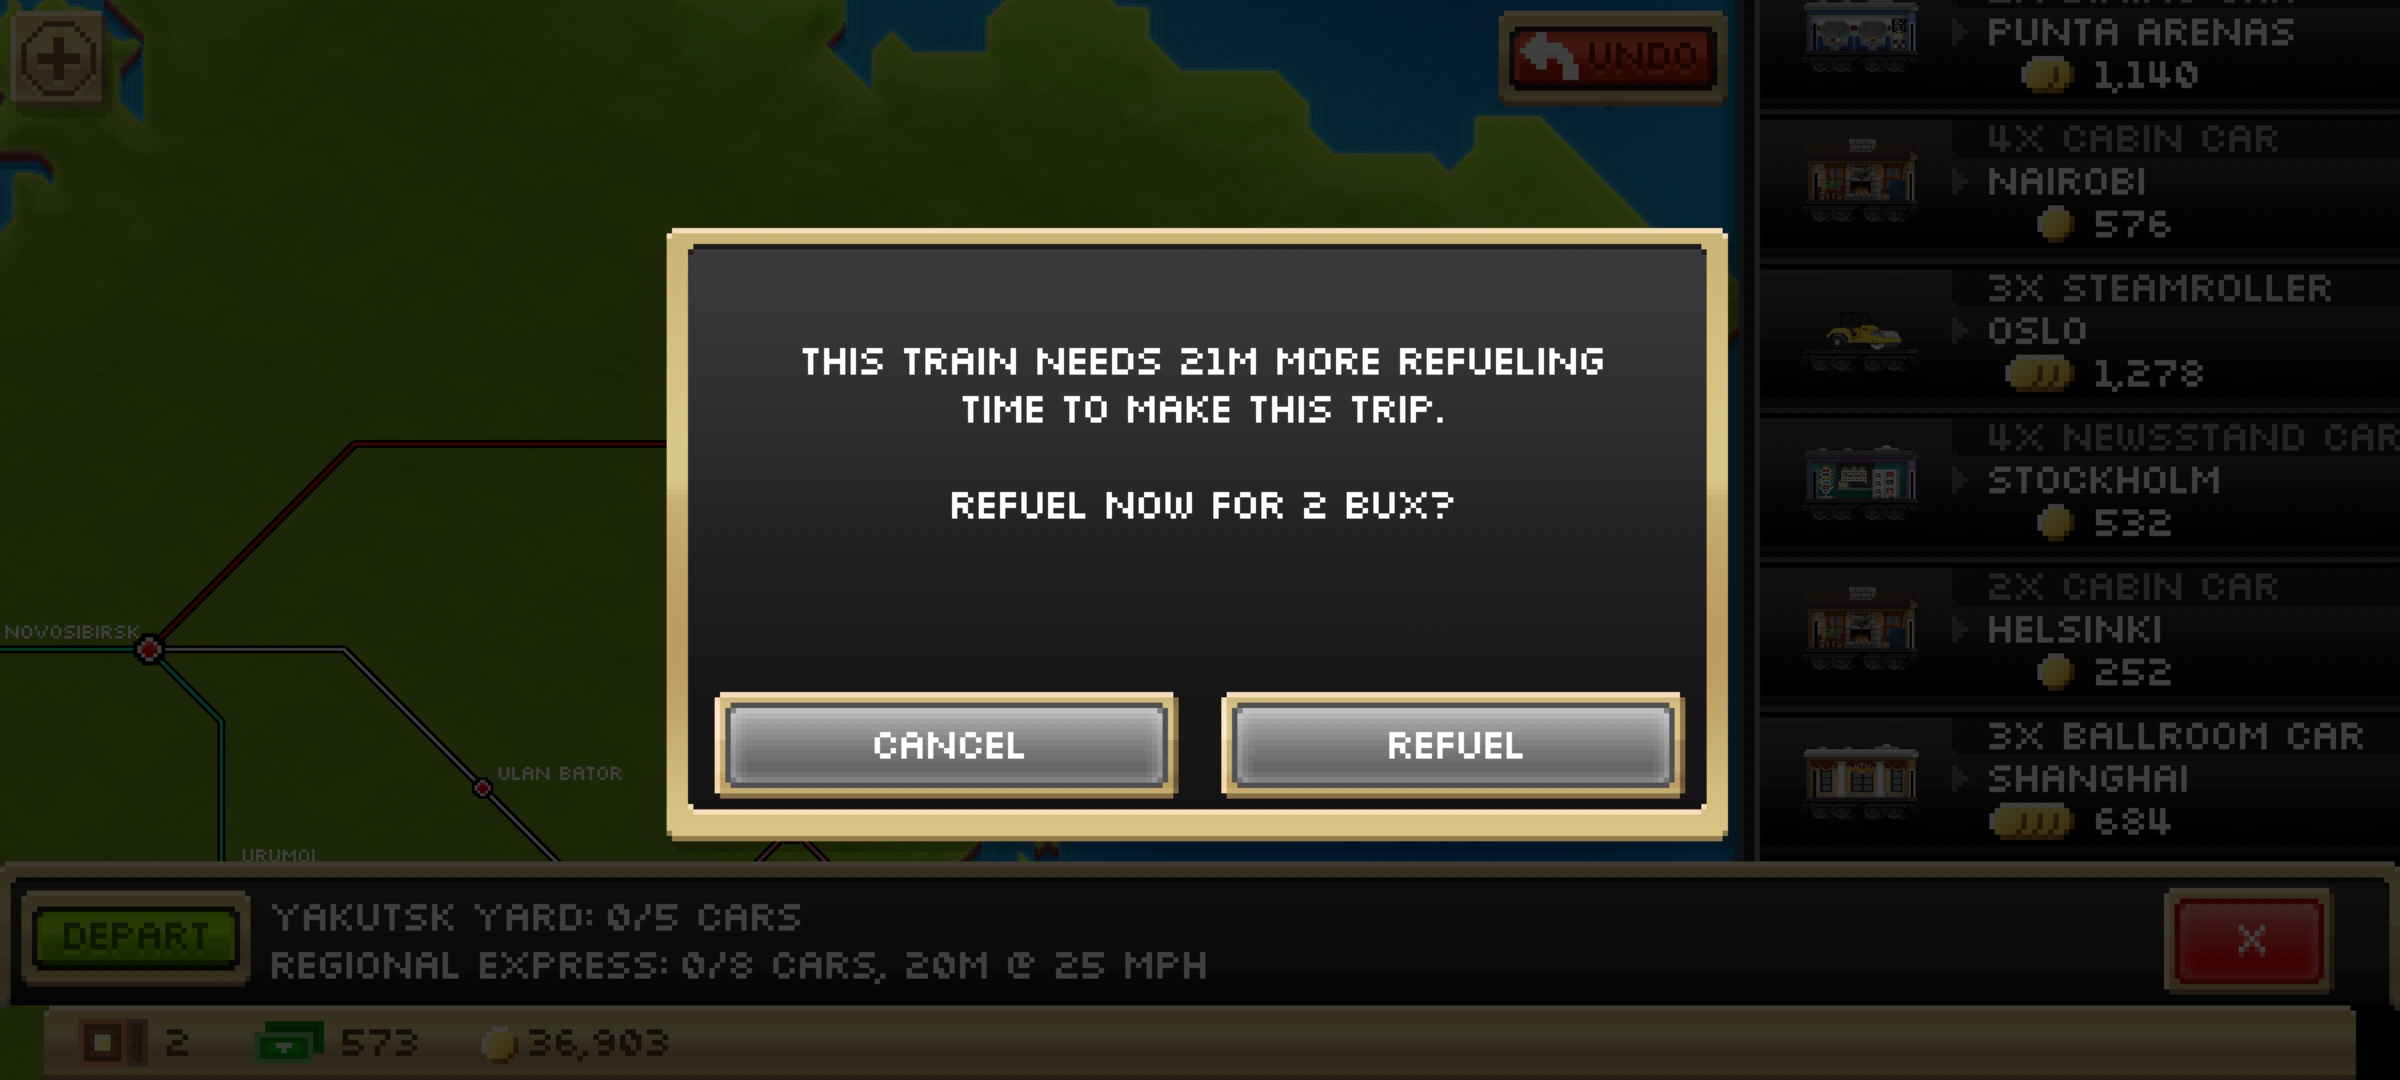 UNDO
PUNTA ARENAS
1,140
4X CABIN CAR
NAIROBI
576
3X STEAMROLLER
OSLO
1,278
4X NEWSSTAND CAR
STOCKHOLM
532
2X CABIN CAR
HELSINKI
252
3X BALLROOM CAR
SHANGHAI
684
THIS TRAIN NEEDS 21M MORE REFUELING
TIME TO MAKE THIS TRIP.
REFUEL NOW FOR 2 BUX?
CANCEL
REFUEL
NOVOSIBIRSK
ULAN BATOR
URUMQI
DEPART
YAKUTSK YARD: 0/5 CARS
REGIONAL EXPRESS: 0/8 CARS, 20M @ 25 MPH
X
2
573
36,903